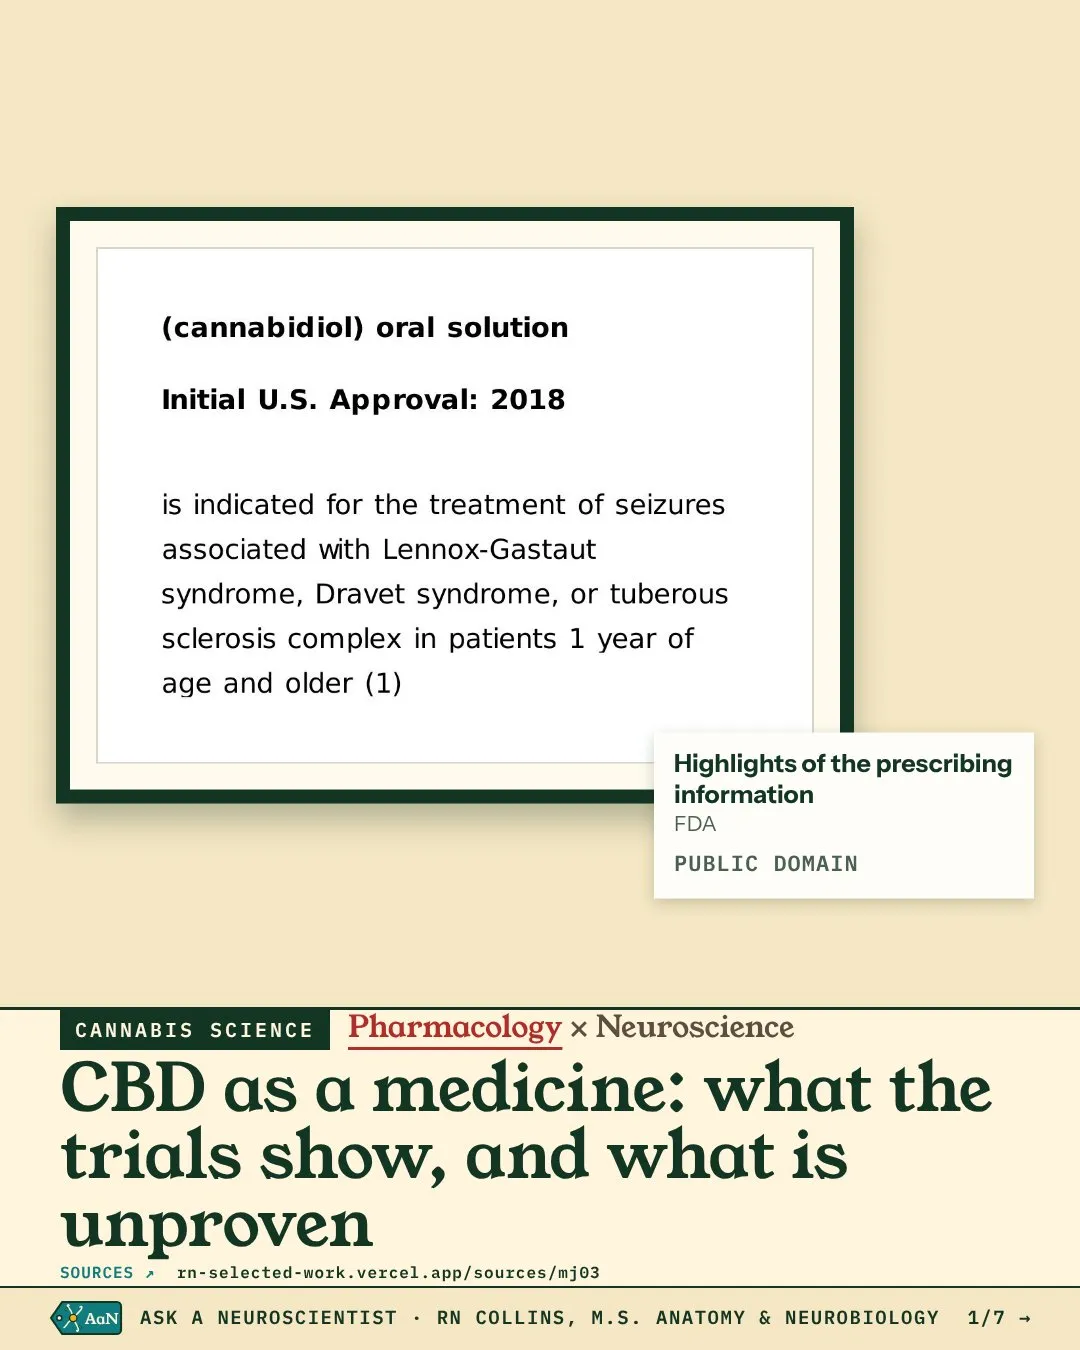 (cannabidiol) oral solution
Initial U.S. Approval: 2018
is indicated for the treatment of seizures
associated with Lennox-Gastaut
syndrome, Dravet syndrome, or tuberous
sclerosis complex in patients 1 year of
age and older (1)
Highlights of the prescribing
information
FDA
PUBLIC DOMAIN
CANNABIS SCIENCE Pharmacology × Neuroscience
CBD as a medicine: what the
trials show, and what is
unproven
SOURCES ↗ rn-selected-work.vercel.app/sources/mj03
AaN ASK A NEUROSCIENTIST · RN COLLINS, M.S. ANATOMY & NEUROBIOLOGY 1/7 →